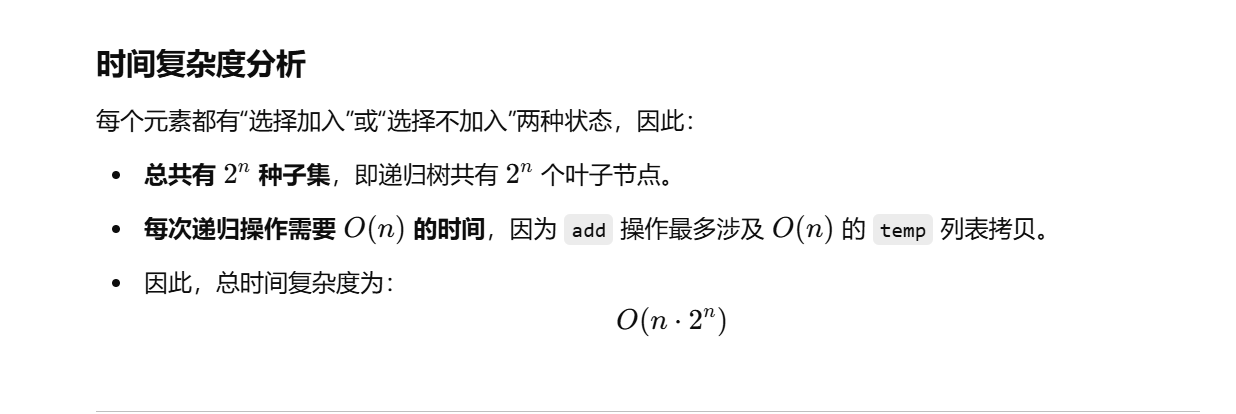 时间复杂度分析
每个元素都有“选择加入”或“选择不加入”两种状态，因此：
• 总共有 2ⁿ 种子集，即递归树共有 2ⁿ 个叶子节点。
• 每次递归操作需要 O(n) 的时间，因为 add 操作最多涉及 O(n) 的 temp 列表拷贝。
• 因此，总时间复杂度为：
O(n · 2ⁿ)